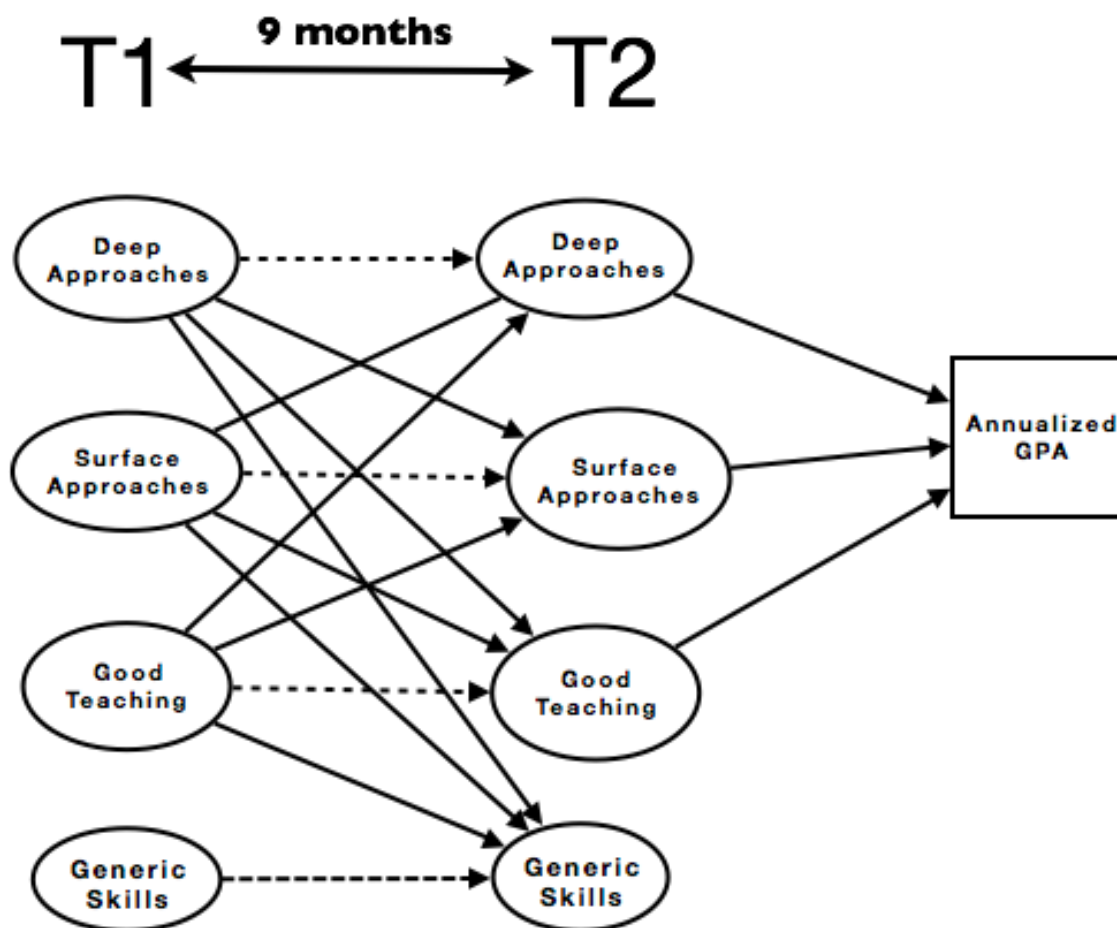 9 months
T1
T2
Deep
Approaches
Deep
Approaches
Surface
Approaches
Surface
Approaches
Annualized
GPA
Good
Teaching
Good
Teaching
Generic
Skills
Generic
Skills